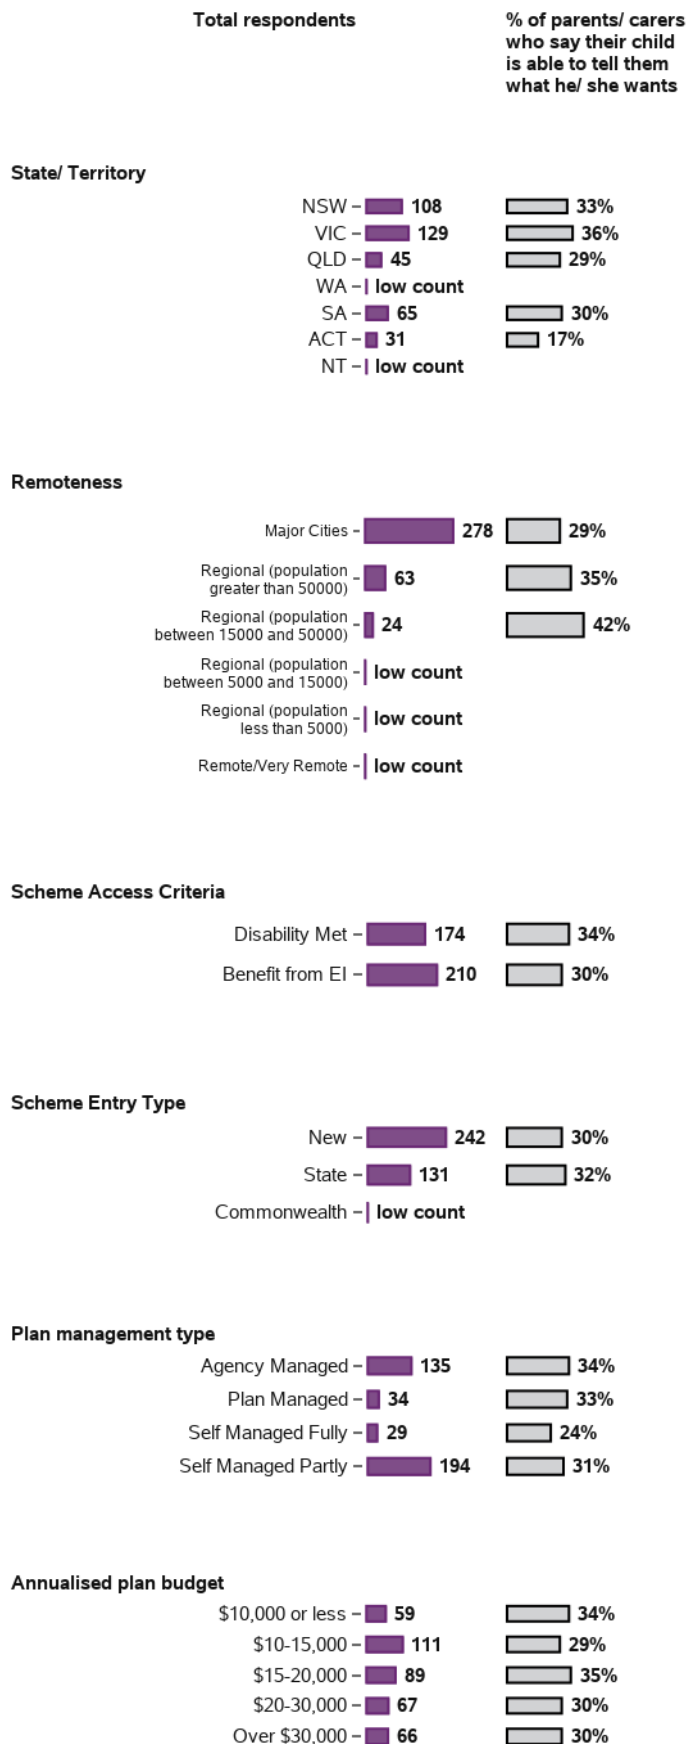 Total respondents
% of parents/ carers
who say their child
is able to tell them
what he/ she wants
State/ Territory
NSW 108 33%
VIC 129 36%
QLD 45 29%
WA low count
SA 65 30%
ACT 31 17%
NT low count
Remoteness
Major Cities 278 29%
Regional (population
greater than 50000) 63 35%
Regional (population
between 15000 and 50000) 24 42%
Regional (population
between 5000 and 15000) low count
Regional (population
less than 5000) low count
Remote/Very Remote low count
Scheme Access Criteria
Disability Met 174 34%
Benefit from EI 210 30%
Scheme Entry Type
New 242 30%
State 131 32%
Commonwealth low count
Plan management type
Agency Managed 135 34%
Plan Managed 34 33%
Self Managed Fully 29 24%
Self Managed Partly 194 31%
Annualised plan budget
$10,000 or less 59 34%
$10-15,000 111 29%
$15-20,000 89 35%
$20-30,000 67 30%
Over $30,000 66 30%